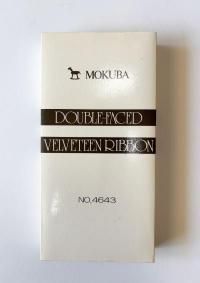 MOKUBA
DOUBLE-FACED
VELVETEEN RIBBON
NO.4643